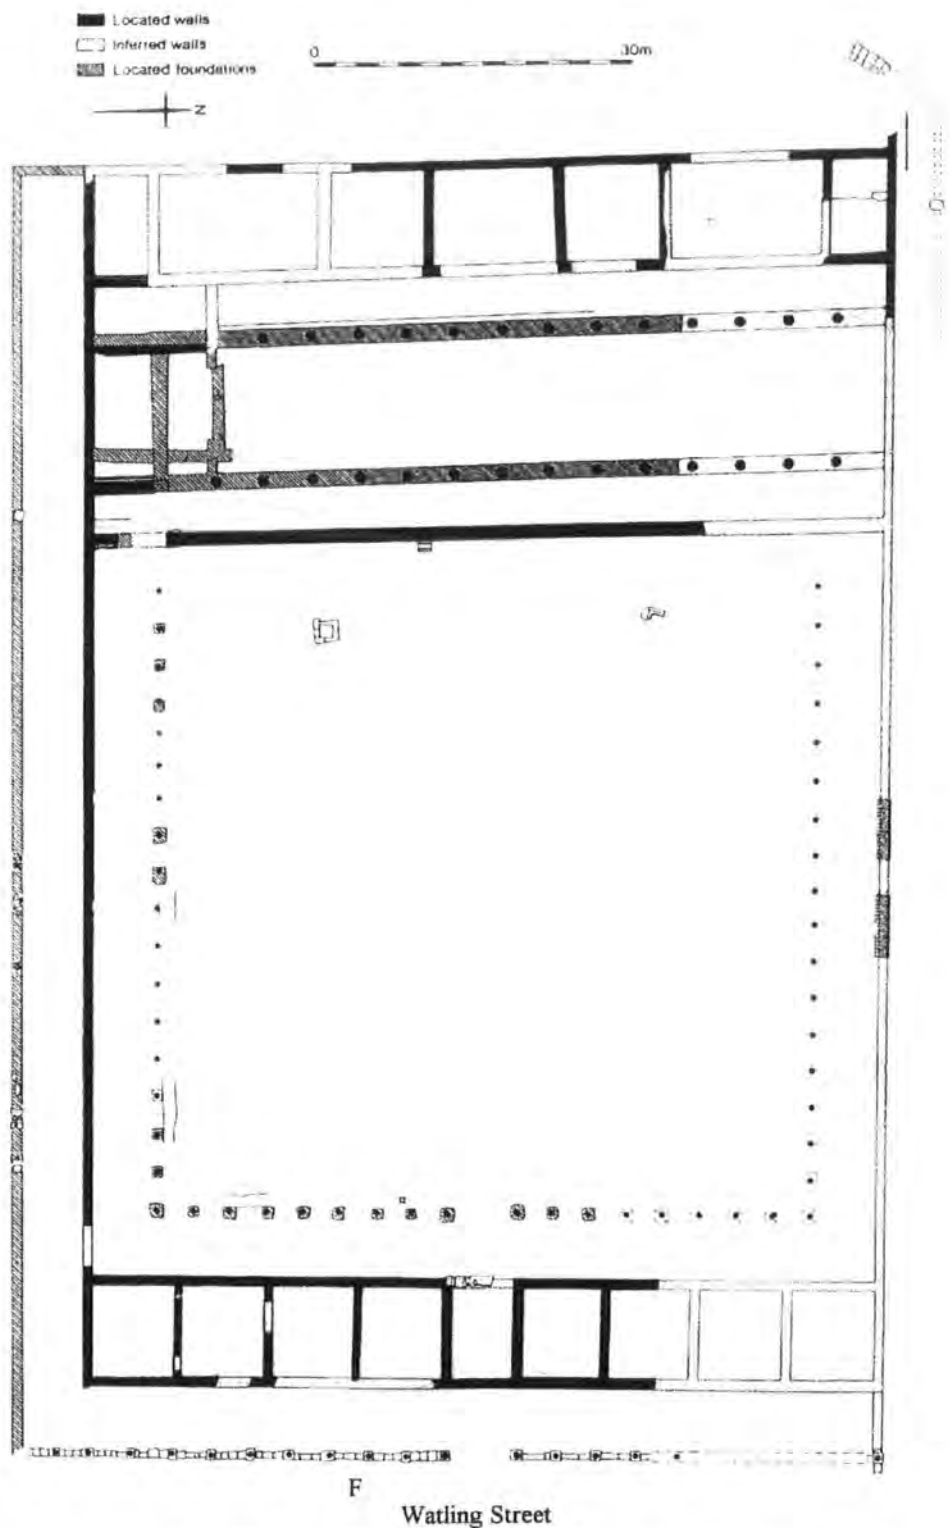 Located walls
Inferred walls
Located foundations
0 30m
N
F
Watling Street